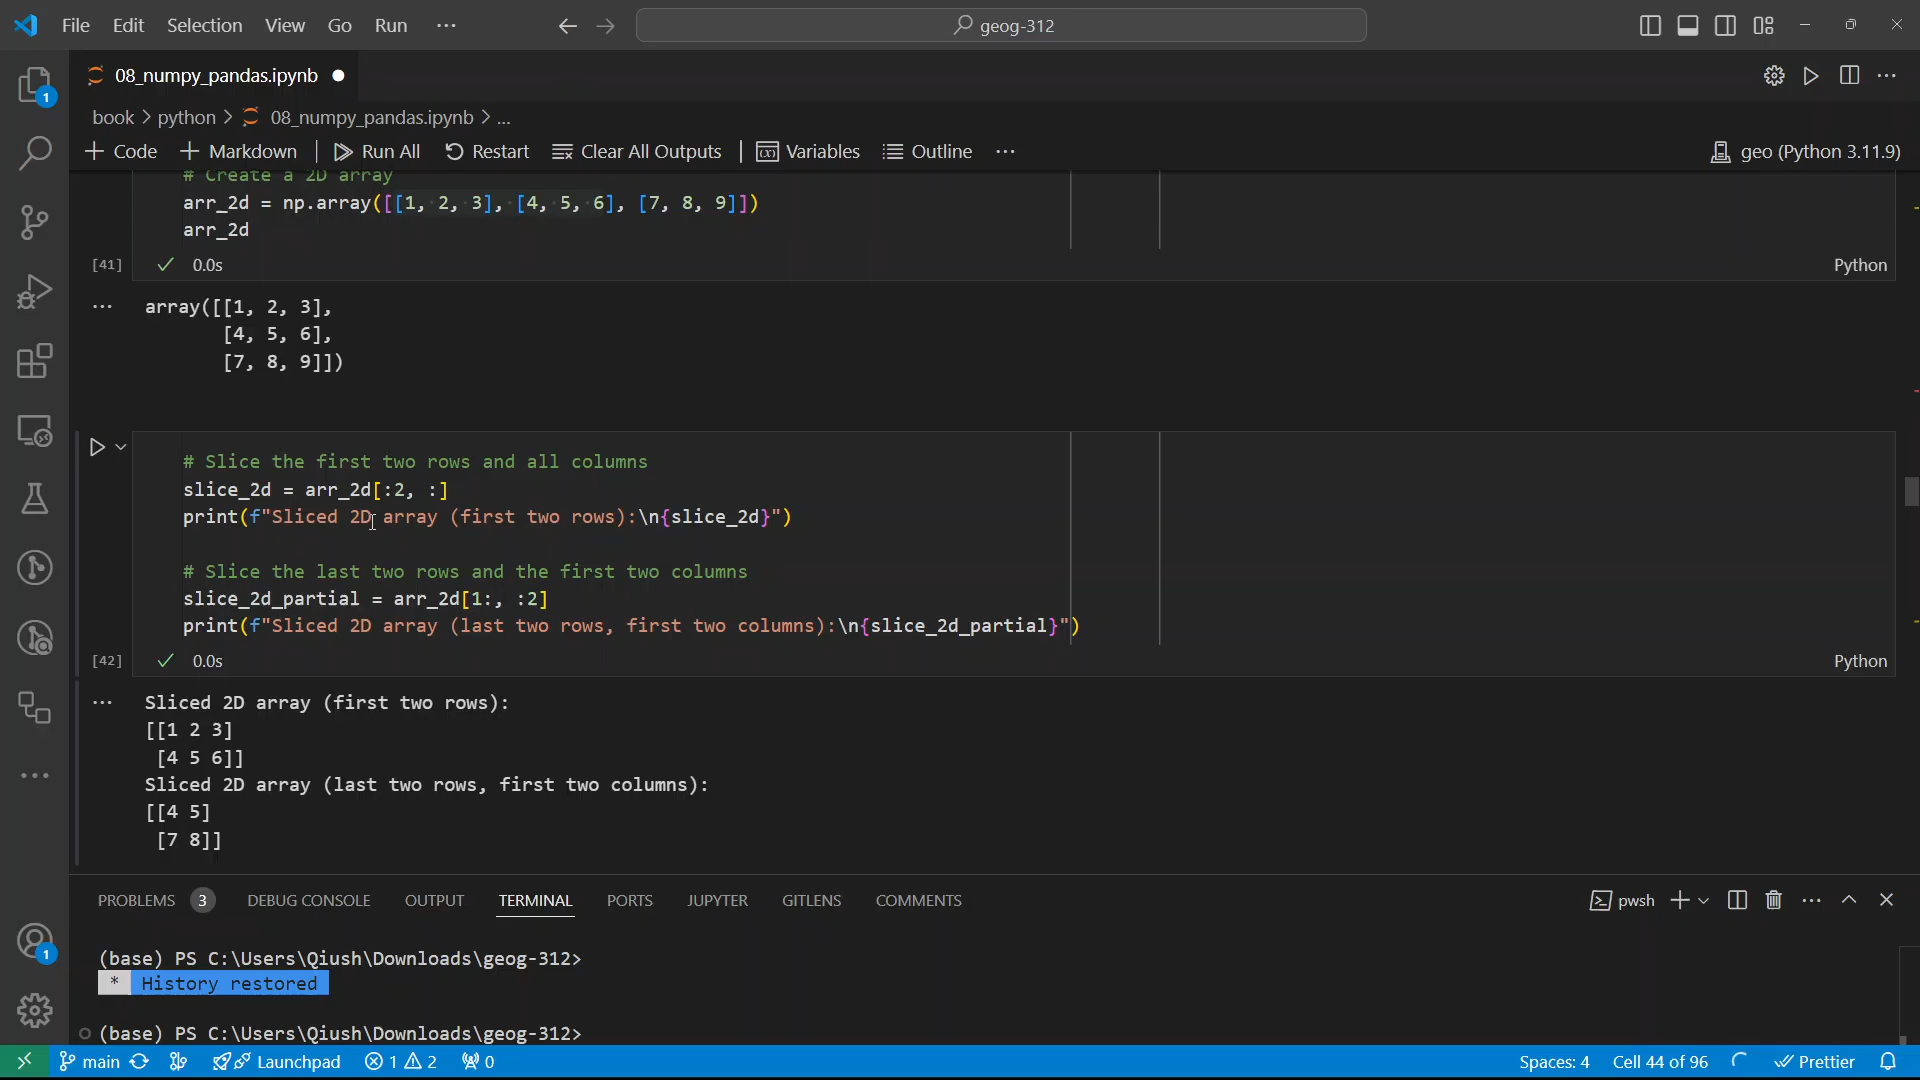 File Edit Selection View Go Run ··· geog-312
08_numpy_pandas.ipynb
book > python > 08_numpy_pandas.ipynb > ...
+ Code + Markdown | Run All Restart Clear All Outputs | Variables Outline ··· geo (Python 3.11.9)
# Create a 2D array
arr_2d = np.array([[1, 2, 3], [4, 5, 6], [7, 8, 9]])
arr_2d
[41] ✓ 0.0s Python
··· array([[1, 2, 3],
[4, 5, 6],
[7, 8, 9]])
# Slice the first two rows and all columns
slice_2d = arr_2d[:2, :]
print(f"Sliced 2D array (first two rows):\n{slice_2d}")
# Slice the last two rows and the first two columns
slice_2d_partial = arr_2d[1:, :2]
print(f"Sliced 2D array (last two rows, first two columns):\n{slice_2d_partial}")
[42] ✓ 0.0s Python
··· Sliced 2D array (first two rows):
[[1 2 3]
[4 5 6]]
Sliced 2D array (last two rows, first two columns):
[[4 5]
[7 8]]
PROBLEMS 3 DEBUG CONSOLE OUTPUT TERMINAL PORTS JUPYTER GITLENS COMMENTS pwsh
(base) PS C:\Users\Qiush\Downloads\geog-312>
* History restored
(base) PS C:\Users\Qiush\Downloads\geog-312>
main Launchpad 1 2 0 Spaces: 4 Cell 44 of 96 Prettier
1
1